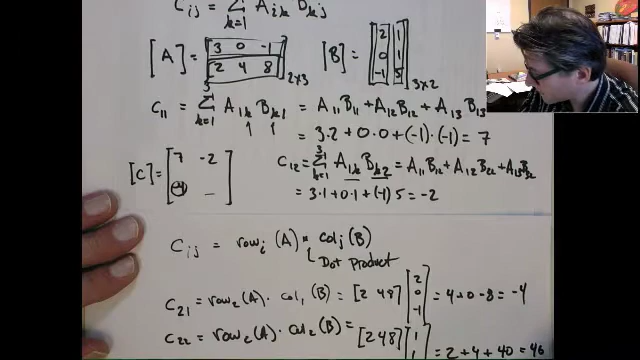 C_ij = Σ_{k=1} A_ik B_kj
[A] = [3 0 -1; 2 4 8] 2x3 [B] = [2 1; 0 1; -1 5] 3x2
C_11 = Σ_{k=1}^{3} A_1k B_k1 = A_11 B_11 + A_12 B_12 + A_13 B_13
= 3·2 + 0·0 + (-1)·(-1) = 7
[C] = [7 -2; -4 _] C_12 = Σ_{k=1}^{3} A_1k B_k2 = A_11 B_12 + A_12 B_22 + A_13 B_32
= 3·1 + 0·1 + (-1) 5 = -2
C_ij = row_i (A) • col_j (B)
Dot Product
C_21 = row_2(A) · col_1(B) = [2 4 8] [2; 0; -1] = 4+0-8 = -4
C_22 = row_2(A) · col_2(B) = [2 4 8] [1; 1 = 2+4+40 = 46